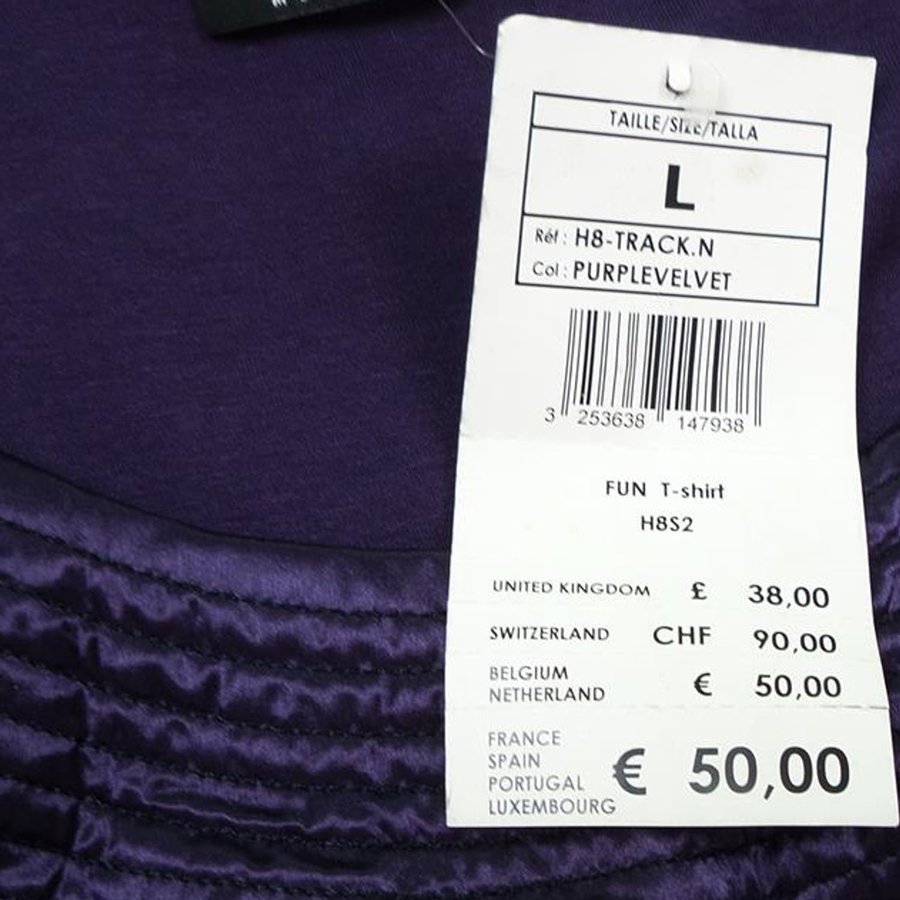 TAILLE/SIZE/TALLA
L
Réf : H8-TRACK.N
Col : PURPLEVELVET
3 253638 147938
FUN T-shirt
H8S2
UNITED KINGDOM £ 38,00
SWITZERLAND CHF 90,00
BELGIUM
NETHERLAND € 50,00
FRANCE
SPAIN
PORTUGAL
LUXEMBOURG € 50,00